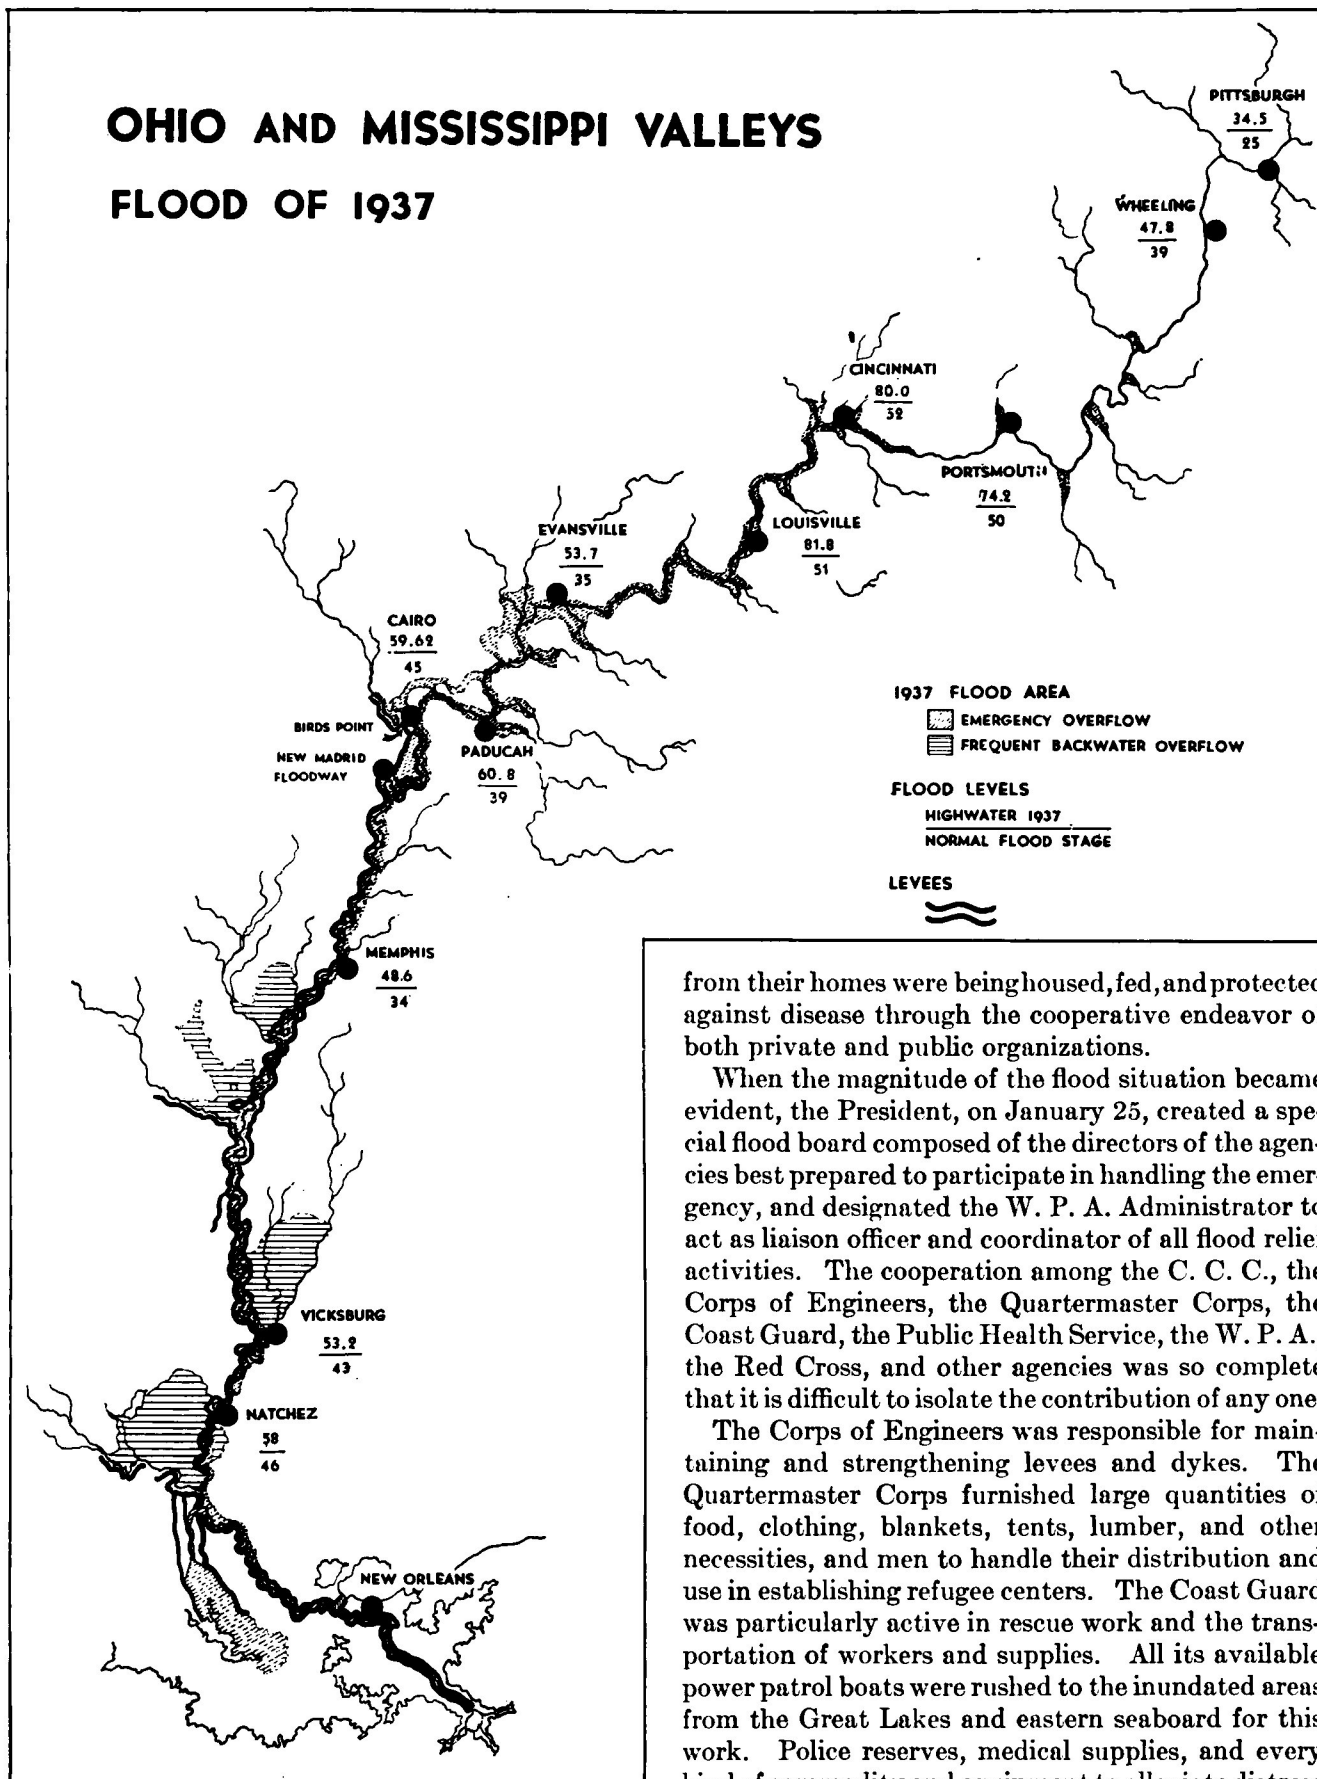 OHIO AND MISSISSIPPI VALLEYS
FLOOD OF 1937
PITTSBURGH
34.5
25
WHEELING
47.8
39
CINCINNATI
80.0
52
PORTSMOUTH
74.2
50
LOUISVILLE
81.8
51
EVANSVILLE
53.7
35
CAIRO
59.62
45
BIRDS POINT
NEW MADRID
FLOODWAY
PADUCAH
60.8
39
1937 FLOOD AREA
EMERGENCY OVERFLOW
FREQUENT BACKWATER OVERFLOW
FLOOD LEVELS
HIGHWATER 1937
NORMAL FLOOD STAGE
LEVEES
MEMPHIS
48.6
34
VICKSBURG
53.2
43
NATCHEZ
58
46
NEW ORLEANS
from their homes were being housed, fed, and protected
against disease through the cooperative endeavor o
both private and public organizations.
When the magnitude of the flood situation became
evident, the President, on January 25, created a spe-
cial flood board composed of the directors of the agen-
cies best prepared to participate in handling the emer-
gency, and designated the W. P. A. Administrator to
act as liaison officer and coordinator of all flood relie
activities. The cooperation among the C. C. C., the
Corps of Engineers, the Quartermaster Corps, the
Coast Guard, the Public Health Service, the W. P. A.
the Red Cross, and other agencies was so complete
that it is difficult to isolate the contribution of any one
The Corps of Engineers was responsible for main-
taining and strengthening levees and dykes. The
Quartermaster Corps furnished large quantities of
food, clothing, blankets, tents, lumber, and other
necessities, and men to handle their distribution and
use in establishing refugee centers. The Coast Guard
was particularly active in rescue work and the trans-
portation of workers and supplies. All its available
power patrol boats were rushed to the inundated areas
from the Great Lakes and eastern seaboard for this
work. Police reserves, medical supplies, and every